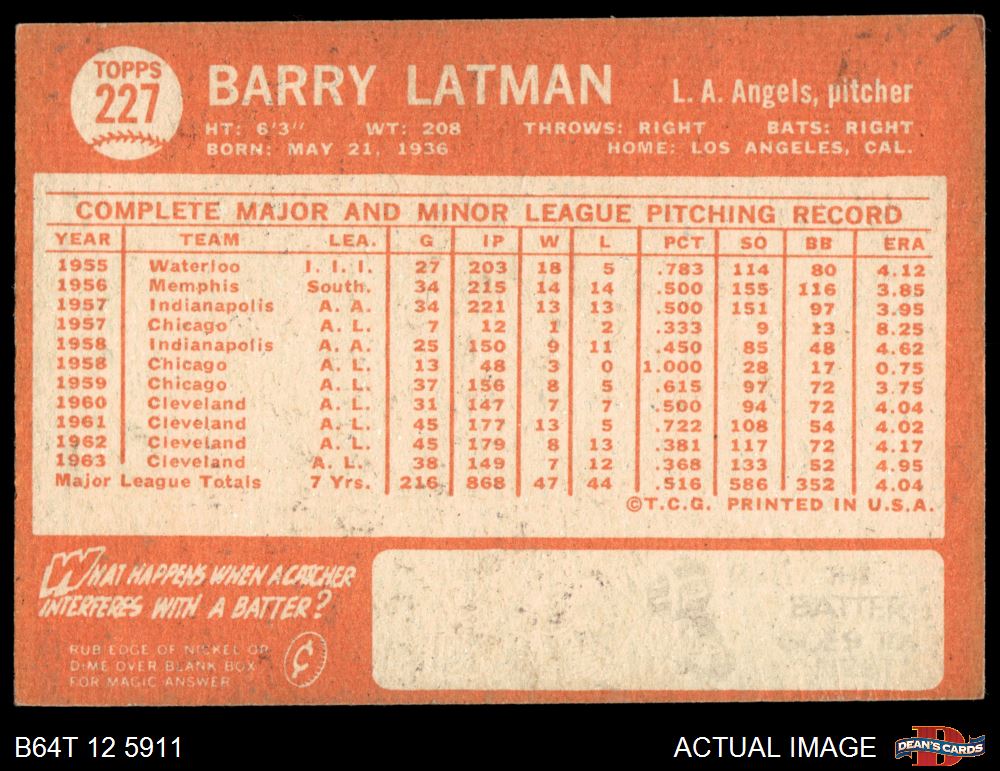 TOPPS
227
BARRY LATMAN
L. A. Angels, pitcher
HT: 6'3" WT: 208 THROWS: RIGHT BATS: RIGHT
BORN: MAY 21, 1936 HOME: LOS ANGELES, CAL.
COMPLETE MAJOR AND MINOR LEAGUE PITCHING RECORD
YEAR TEAM LEA. G IP W L PCT SO BB ERA
1955 Waterloo I. I. I. 27 203 18 5 .783 114 80 4.12
1956 Memphis South. 34 215 14 14 .500 155 116 3.85
1957 Indianapolis A. A. 34 221 13 13 .500 151 97 3.95
1957 Chicago A. L. 7 12 1 2 .333 9 13 8.25
1958 Indianapolis A. A. 25 150 9 11 .450 85 48 4.62
1958 Chicago A. L. 13 48 3 0 1.000 28 17 0.75
1959 Chicago A. L. 37 156 8 5 .615 97 72 3.75
1960 Cleveland A. L. 31 147 7 7 .500 94 72 4.04
1961 Cleveland A. L. 45 177 13 5 .722 108 54 4.02
1962 Cleveland A. L. 45 179 8 13 .381 117 72 4.17
1963 Cleveland A. L. 38 149 7 12 .368 133 52 4.95
Major League Totals 7 Yrs. 216 868 47 44 .516 586 352 4.04
©T.C.G. PRINTED IN U.S.A.
WHAT HAPPENS WHEN A CATCHER
INTERFERES WITH A BATTER?
RUB EDGE OF NICKEL OR
DIME OVER BLANK BOX
FOR MAGIC ANSWER
¢
THE
BATTER
B64T 12 5911
ACTUAL IMAGE
DEAN'S CARDS